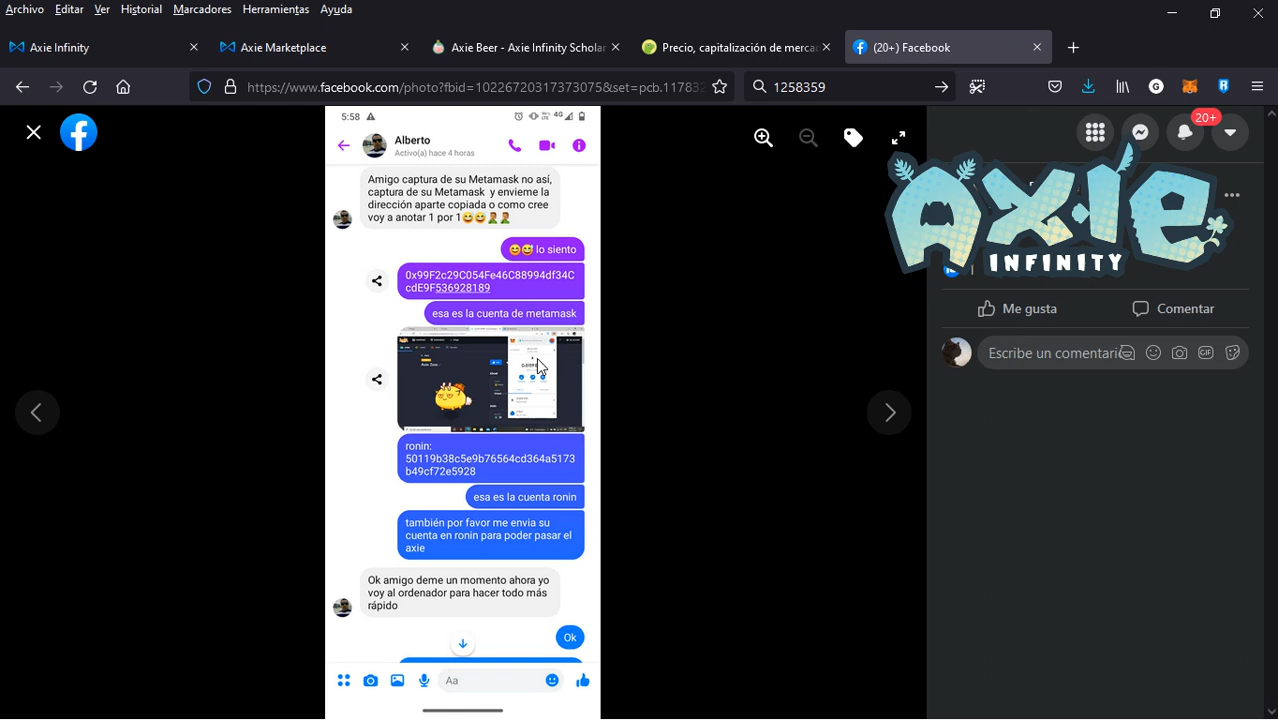 Archivo Editar Ver Historial Marcadores Herramientas Ayuda
Axie Infinity
Axie Marketplace
Axie Beer - Axie Infinity Scholar
Precio, capitalización de merca
(20+) Facebook
https://www.facebook.com/photo?fbid=10226720317373075&set=pcb.11783
1258359
20+
5:58
4G
Alberto
Activo(a) hace 4 horas
Amigo captura de su Metamask no así,
captura de su Metamask y envieme la
dirección aparte copiada o como cree
voy a anotar 1 por 1😅😅🤦‍♂️🤦‍♂️
😅😅 lo siento
0x99F2c29C054Fe46C88994df34C
CdE9F536928189
esa es la cuenta de metamask
ronin:
50119b38c5e9b76564cd364a5173
b49cf72e5928
esa es la cuenta ronin
también por favor me envia su
cuenta en ronin para poder pasar el
axie
Ok amigo deme un momento ahora yo
voy al ordenador para hacer todo más
rápido
Ok
Aa
Axie
INFINITY
Me gusta
Comentar
Escribe un comentari
GIF